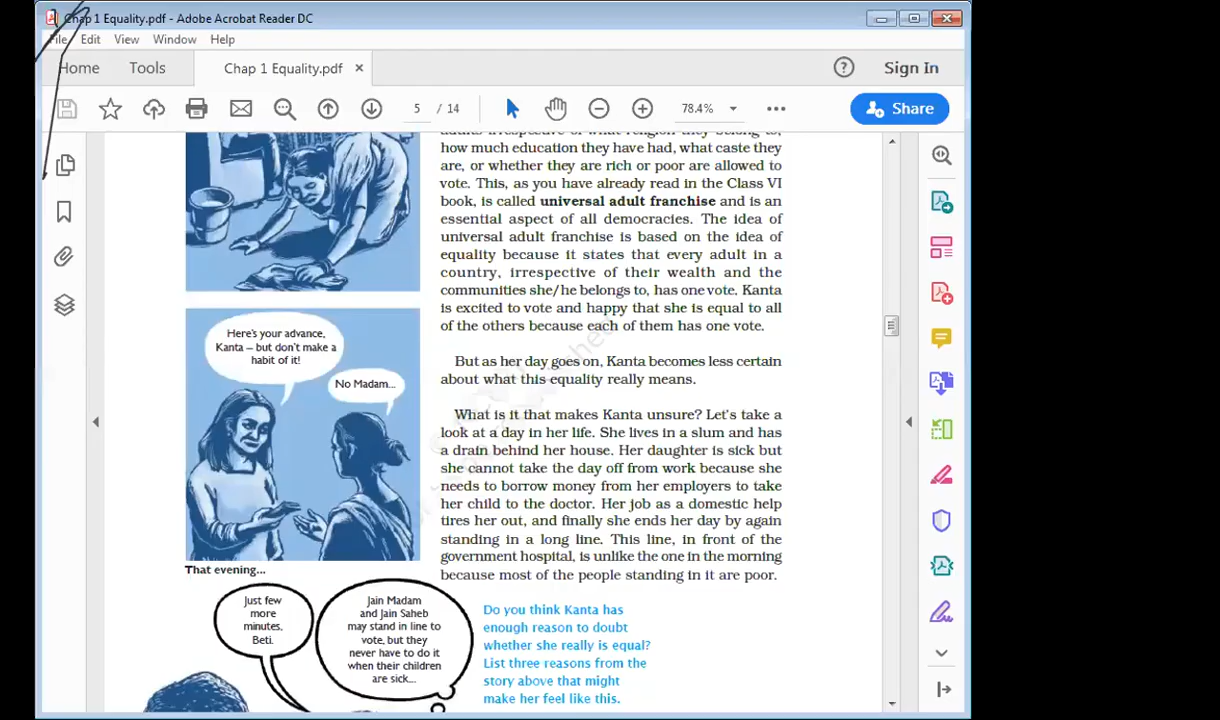 Chap 1 Equality.pdf - Adobe Acrobat Reader DC
File Edit View Window Help
Home Tools Chap 1 Equality.pdf × ? Sign In
5 / 14 78.4% Share
adults irrespective of what religion they belong to,
how much education they have had, what caste they
are, or whether they are rich or poor are allowed to
vote. This, as you have already read in the Class VI
book, is called universal adult franchise and is an
essential aspect of all democracies. The idea of
universal adult franchise is based on the idea of
equality because it states that every adult in a
country, irrespective of their wealth and the
communities she/he belongs to, has one vote. Kanta
is excited to vote and happy that she is equal to all
of the others because each of them has one vote.
But as her day goes on, Kanta becomes less certain
about what this equality really means.
What is it that makes Kanta unsure? Let's take a
look at a day in her life. She lives in a slum and has
a drain behind her house. Her daughter is sick but
she cannot take the day off from work because she
needs to borrow money from her employers to take
her child to the doctor. Her job as a domestic help
tires her out, and finally she ends her day by again
standing in a long line. This line, in front of the
government hospital, is unlike the one in the morning
because most of the people standing in it are poor.
Here's your advance,
Kanta – but don't make a
habit of it!
No Madam...
That evening...
Just few
more
minutes,
Beti.
Jain Madam
and Jain Saheb
may stand in line to
vote, but they
never have to do it
when their children
are sick...
Do you think Kanta has
enough reason to doubt
whether she really is equal?
List three reasons from the
story above that might
make her feel like this.